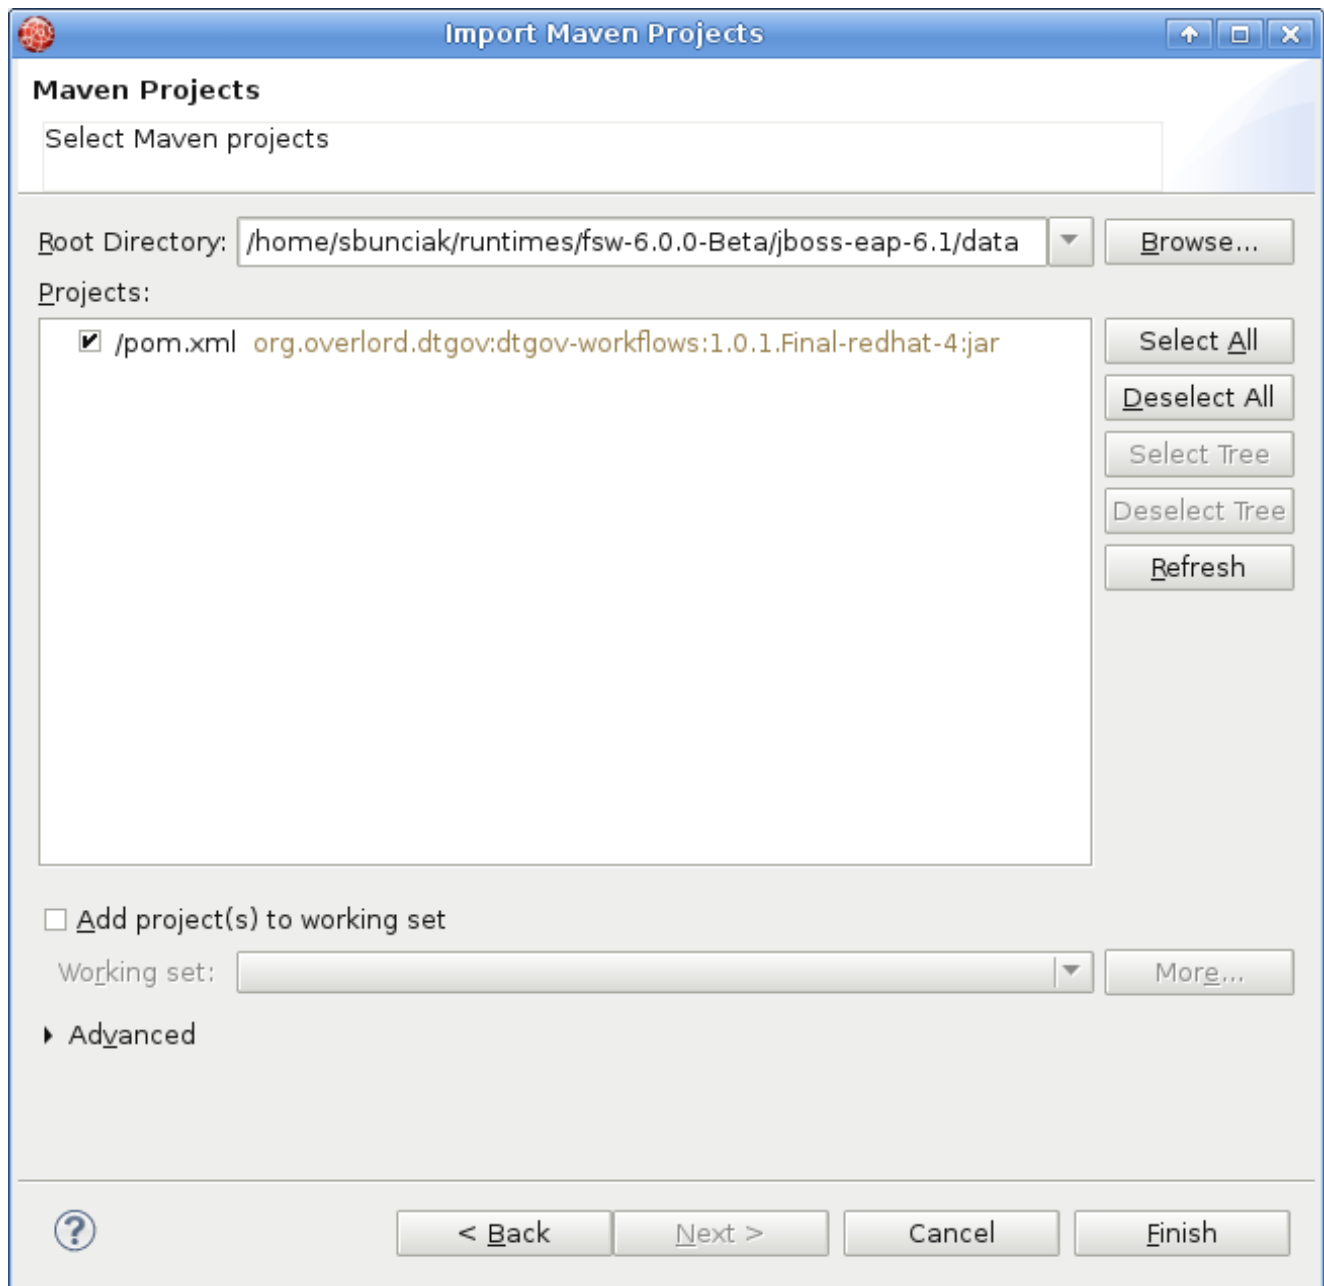 Import Maven Projects
Maven Projects
Select Maven projects
Root Directory: /home/sbunciak/runtimes/fsw-6.0.0-Beta/jboss-eap-6.1/data Browse...
Projects:
/pom.xml org.overlord.dtgov:dtgov-workflows:1.0.1.Final-redhat-4:jar
Select All
Deselect All
Select Tree
Deselect Tree
Refresh
Add project(s) to working set
Working set: More...
Advanced
? < Back Next > Cancel Finish